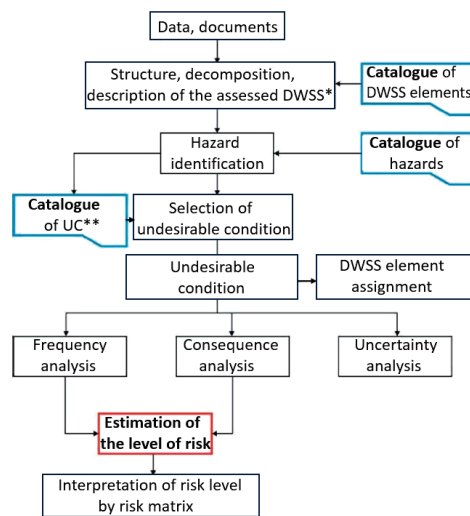 Data, documents
Structure, decomposition,
description of the assessed DWSS*
Catalogue of
DWSS elements
Hazard
identification
Catalogue of
hazards
Catalogue
of UC**
Selection of
undesirable condition
Undesirable
condition
DWSS element
assignment
Frequency
analysis
Consequence
analysis
Uncertainty
analysis
Estimation of
the level of risk
Interpretation of risk level
by risk matrix